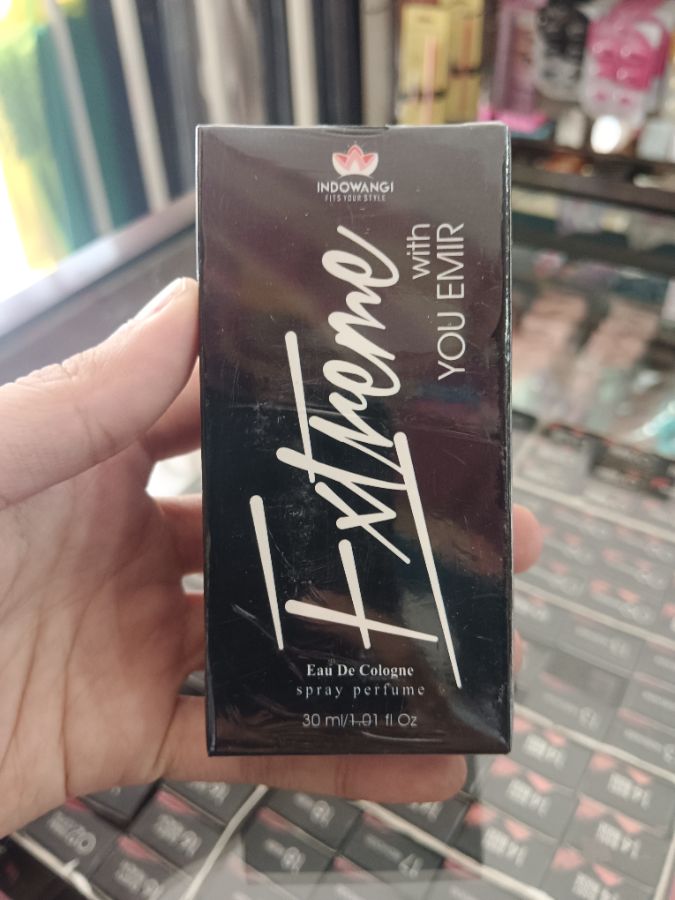 INDOWANGI
FITS YOUR STYLE
Extreme
with
YOU EMIR
Eau De Cologne
spray perfume
30 ml/1.01 fl Oz